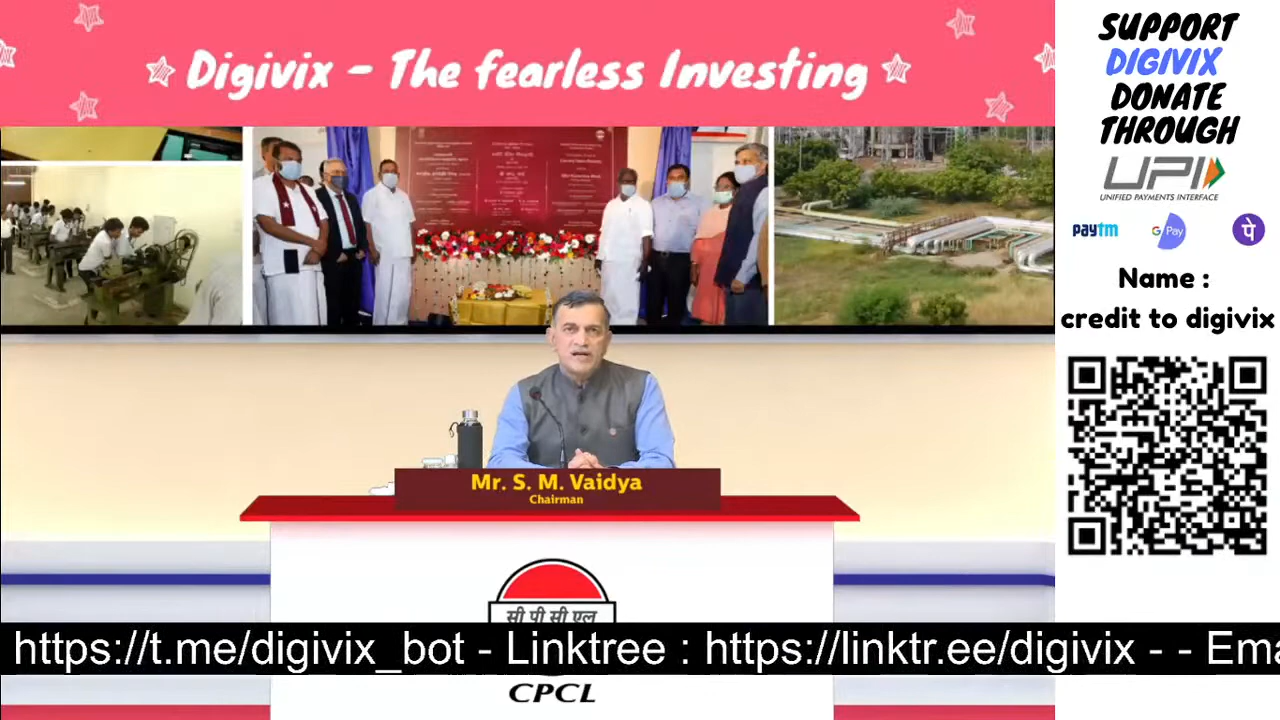 Digivix - The fearless Investing
SUPPORT
DIGIVIX
DONATE
THROUGH
UPI
UNIFIED PAYMENTS INTERFACE
paytm
G Pay
पे
Name :
credit to digivix
Mr. S. M. Vaidya
Chairman
सी पी सी एल
https://t.me/digivix_bot - Linktree : https://linktr.ee/digivix - - Ema
CPCL